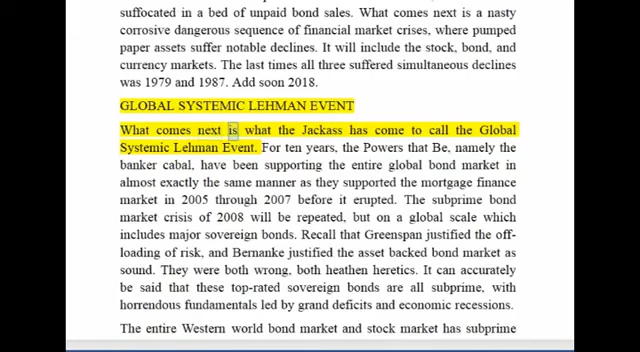 suffocated in a bed of unpaid bond sales. What comes next is a nasty
corrosive dangerous sequence of financial market crises, where pumped
paper assets suffer notable declines. It will include the stock, bond, and
currency markets. The last times all three suffered simultaneous declines
was 1979 and 1987. Add soon 2018.
GLOBAL SYSTEMIC LEHMAN EVENT
What comes next is what the Jackass has come to call the Global
Systemic Lehman Event. For ten years, the Powers that Be, namely the
banker cabal, have been supporting the entire global bond market in
almost exactly the same manner as they supported the mortgage finance
market in 2005 through 2007 before it erupted. The subprime bond
market crisis of 2008 will be repeated, but on a global scale which
includes major sovereign bonds. Recall that Greenspan justified the off-
loading of risk, and Bernanke justified the asset backed bond market as
sound. They were both wrong, both heathen heretics. It can accurately
be said that these top-rated sovereign bonds are all subprime, with
horrendous fundamentals led by grand deficits and economic recessions.
The entire Western world bond market and stock market has subprime